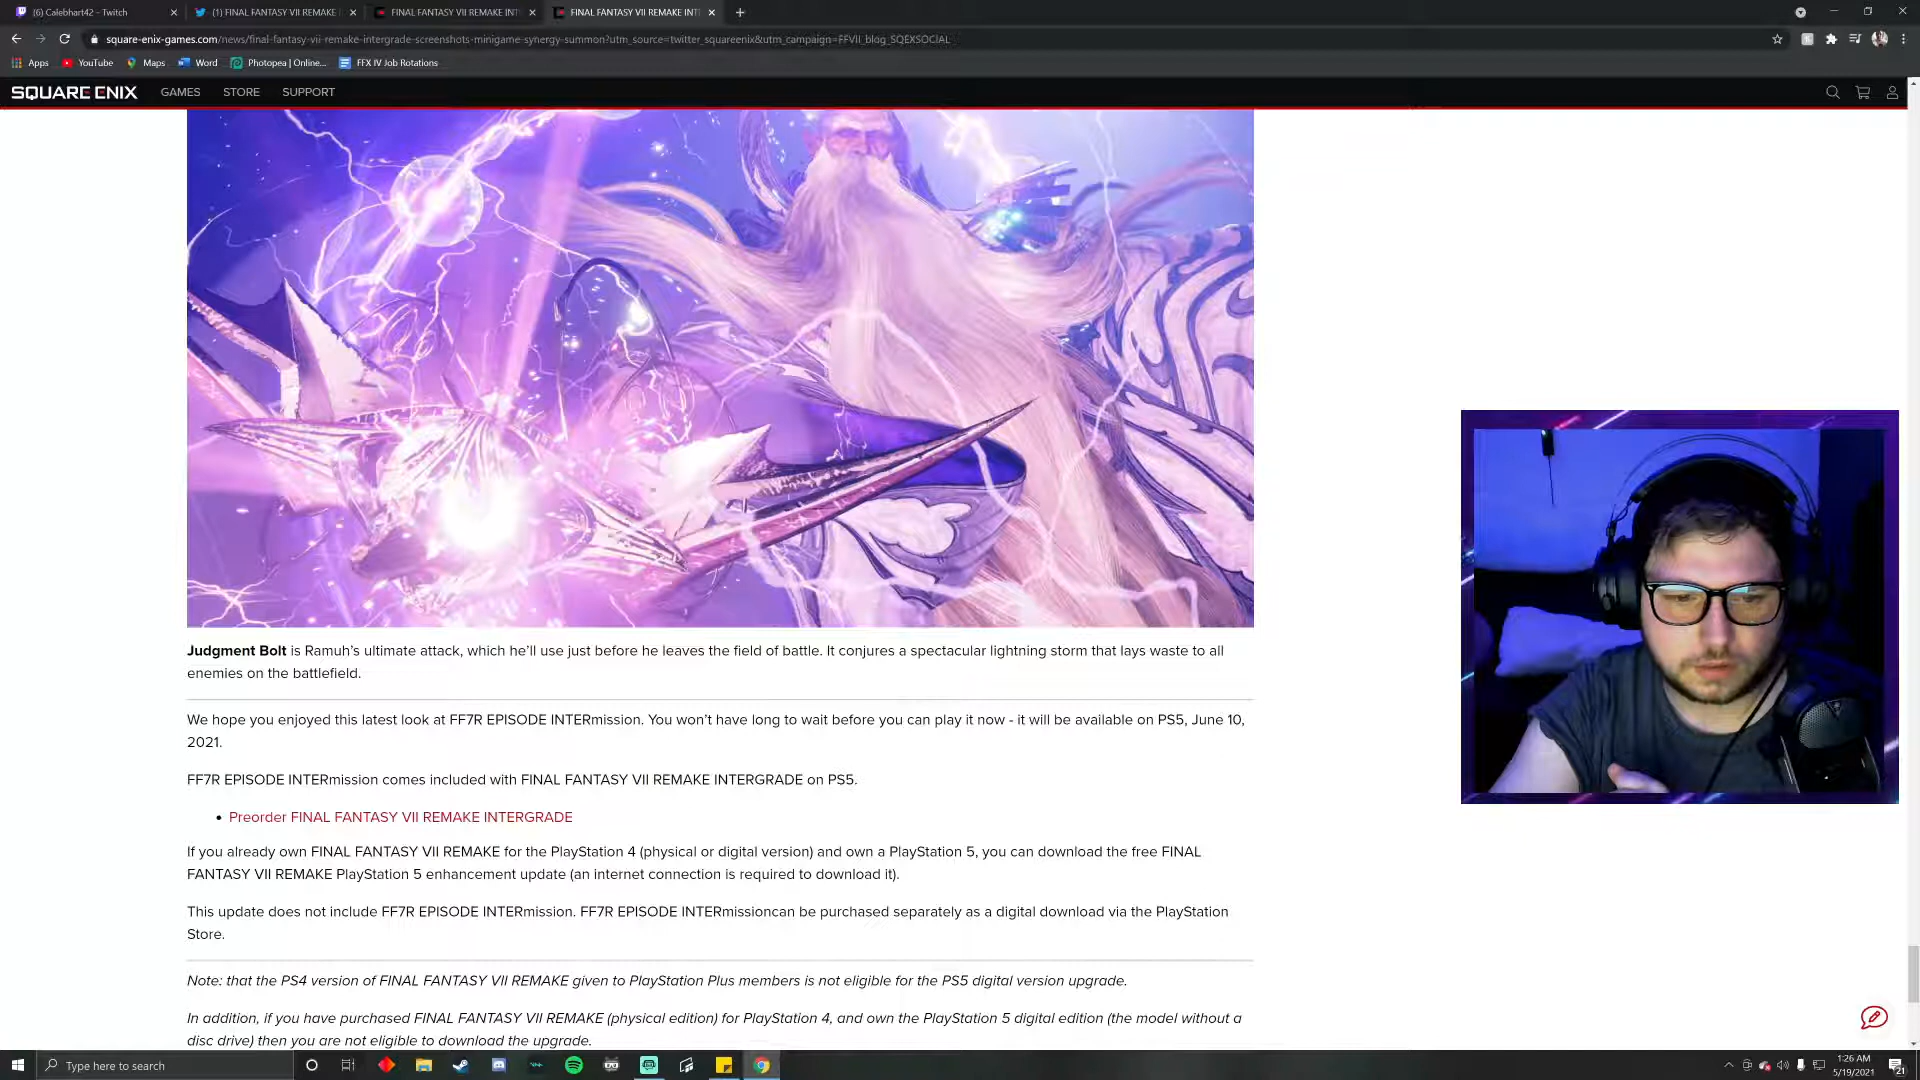 (6) Calebhart42 - Twitch
(1) FINAL FANTASY VII REMAKE
FINAL FANTASY VII REMAKE INT
FINAL FANTASY VII REMAKE INT
square-enix-games.com/news/final-fantasy-vii-remake-intergrade-screenshots-minigame-synergy-summon?utm_source=twitter_squareenix&utm_campaign=FFVII_blog_SQEXSOCIAL
Apps YouTube Maps Word Photopea | Online... FFX IV Job Rotations
SQUARE ENIX GAMES STORE SUPPORT
Judgment Bolt is Ramuh’s ultimate attack, which he’ll use just before he leaves the field of battle. It conjures a spectacular lightning storm that lays waste to all
enemies on the battlefield.
We hope you enjoyed this latest look at FF7R EPISODE INTERmission. You won’t have long to wait before you can play it now - it will be available on PS5, June 10,
2021.
FF7R EPISODE INTERmission comes included with FINAL FANTASY VII REMAKE INTERGRADE on PS5.
• Preorder FINAL FANTASY VII REMAKE INTERGRADE
If you already own FINAL FANTASY VII REMAKE for the PlayStation 4 (physical or digital version) and own a PlayStation 5, you can download the free FINAL
FANTASY VII REMAKE PlayStation 5 enhancement update (an internet connection is required to download it).
This update does not include FF7R EPISODE INTERmission. FF7R EPISODE INTERmissioncan be purchased separately as a digital download via the PlayStation
Store.
Note: that the PS4 version of FINAL FANTASY VII REMAKE given to PlayStation Plus members is not eligible for the PS5 digital version upgrade.
In addition, if you have purchased FINAL FANTASY VII REMAKE (physical edition) for PlayStation 4, and own the PlayStation 5 digital edition (the model without a
disc drive) then you are not eligible to download the upgrade.
Type here to search
1:26 AM
5/19/2021
21